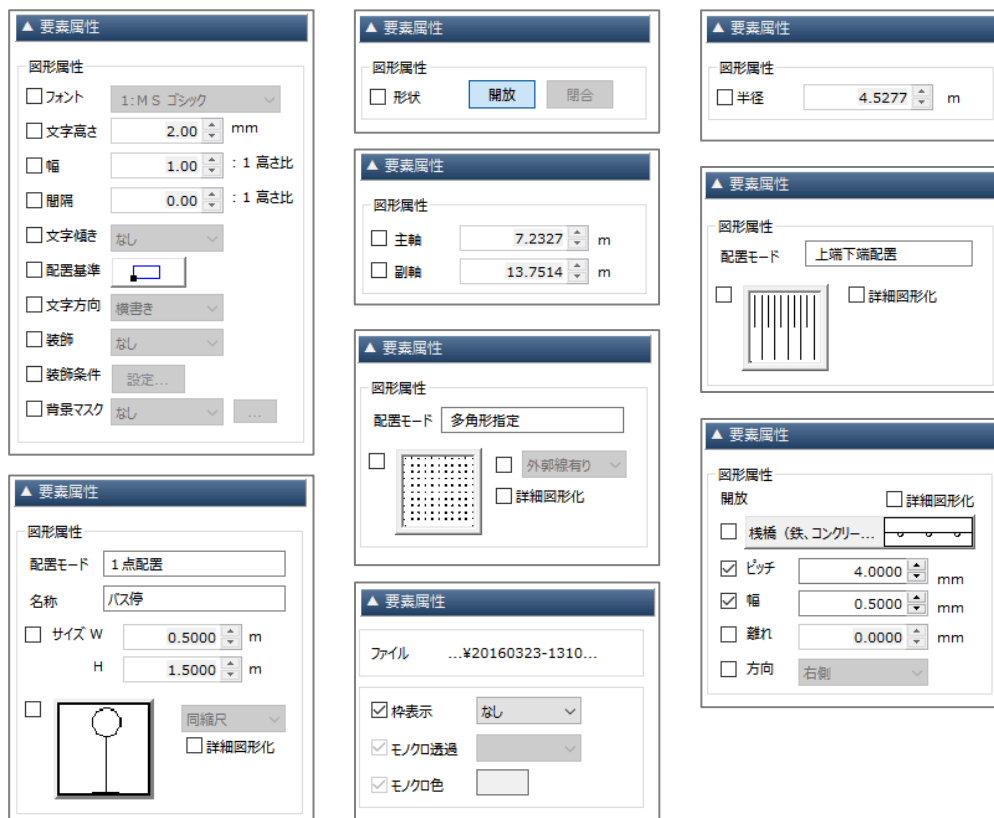 ▲ 要素属性
図形属性
フォント 1:ＭＳ ゴシック
文字高さ 2.00 mm
幅 1.00 : 1 高さ比
間隔 0.00 : 1 高さ比
文字傾き なし
配置基準
文字方向 横書き
装飾 なし
装飾条件 設定...
背景マスク なし ...
▲ 要素属性
図形属性
配置モード 1点配置
名称 バス停
サイズ W 0.5000 m
H 1.5000 m
同縮尺
詳細図形化
▲ 要素属性
図形属性
形状 開放 閉合
▲ 要素属性
図形属性
主軸 7.2327 m
副軸 13.7514 m
▲ 要素属性
図形属性
配置モード 多角形指定
外郭線有り
詳細図形化
▲ 要素属性
ファイル ...¥20160323-1310...
枠表示 なし
モノクロ透過
モノクロ色
▲ 要素属性
図形属性
半径 4.5277 m
▲ 要素属性
図形属性
配置モード 上端下端配置
詳細図形化
▲ 要素属性
図形属性
開放 詳細図形化
桟橋（鉄、コンクリー...
ピッチ 4.0000 mm
幅 0.5000 mm
離れ 0.0000 mm
方向 右側